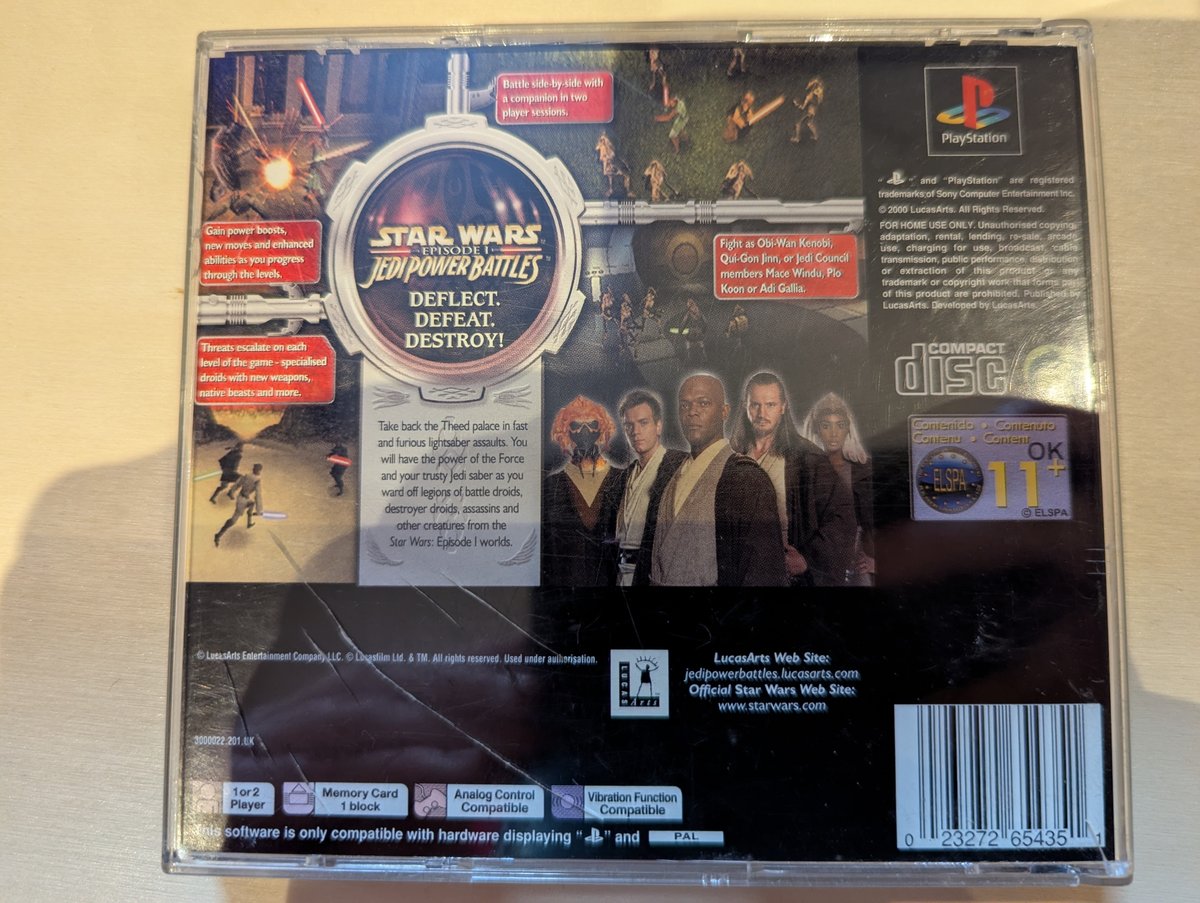 Battle side-by-side with
a companion in two
player sessions.
Gain power boosts,
new moves and enhanced
abilities as you progress
through the levels.
STAR WARS
EPISODE I
JEDI POWER BATTLES
DEFLECT.
DEFEAT.
DESTROY!
Fight as Obi-Wan Kenobi,
Qui-Gon Jinn, or Jedi Council
members Mace Windu, Plo
Koon or Adi Gallia.
Threats escalate on each
level of the game - specialised
droids with new weapons,
native beasts and more.
Take back the Theed palace in fast
and furious lightsaber assaults. You
will have the power of the Force
and your trusty Jedi saber as you
ward off legions of battle droids,
destroyer droids, assassins and
other creatures from the
Star Wars: Episode I worlds.
PlayStation
" " and "PlayStation" are registered
trademarks of Sony Computer Entertainment Inc.
© 2000 LucasArts. All Rights Reserved.
FOR HOME USE ONLY. Unauthorised copying,
adaptation, rental, lending, re-sale, arcade
use, charging for use, broadcast, cable
transmission, public performance, distribution
or extraction of this product or any
trademark or copyright work that forms part
of this product are prohibited. Published by
LucasArts. Developed by LucasArts.
COMPACT
disc
Contenido • Contenuto
Contenu • Content
OK
ELSPA
11+
© ELSPA
© LucasArts Entertainment Company, LLC. © Lucasfilm Ltd. & TM. All rights reserved. Used under authorisation.
LUCAS
Arts
LucasArts Web Site:
jedipowerbattles.lucasarts.com
Official Star Wars Web Site:
www.starwars.com
3000022.201.UK
1 or 2
Player
Memory Card
1 block
Analog Control
Compatible
Vibration Function
Compatible
This software is only compatible with hardware displaying " " and PAL
0 23272 65435 1